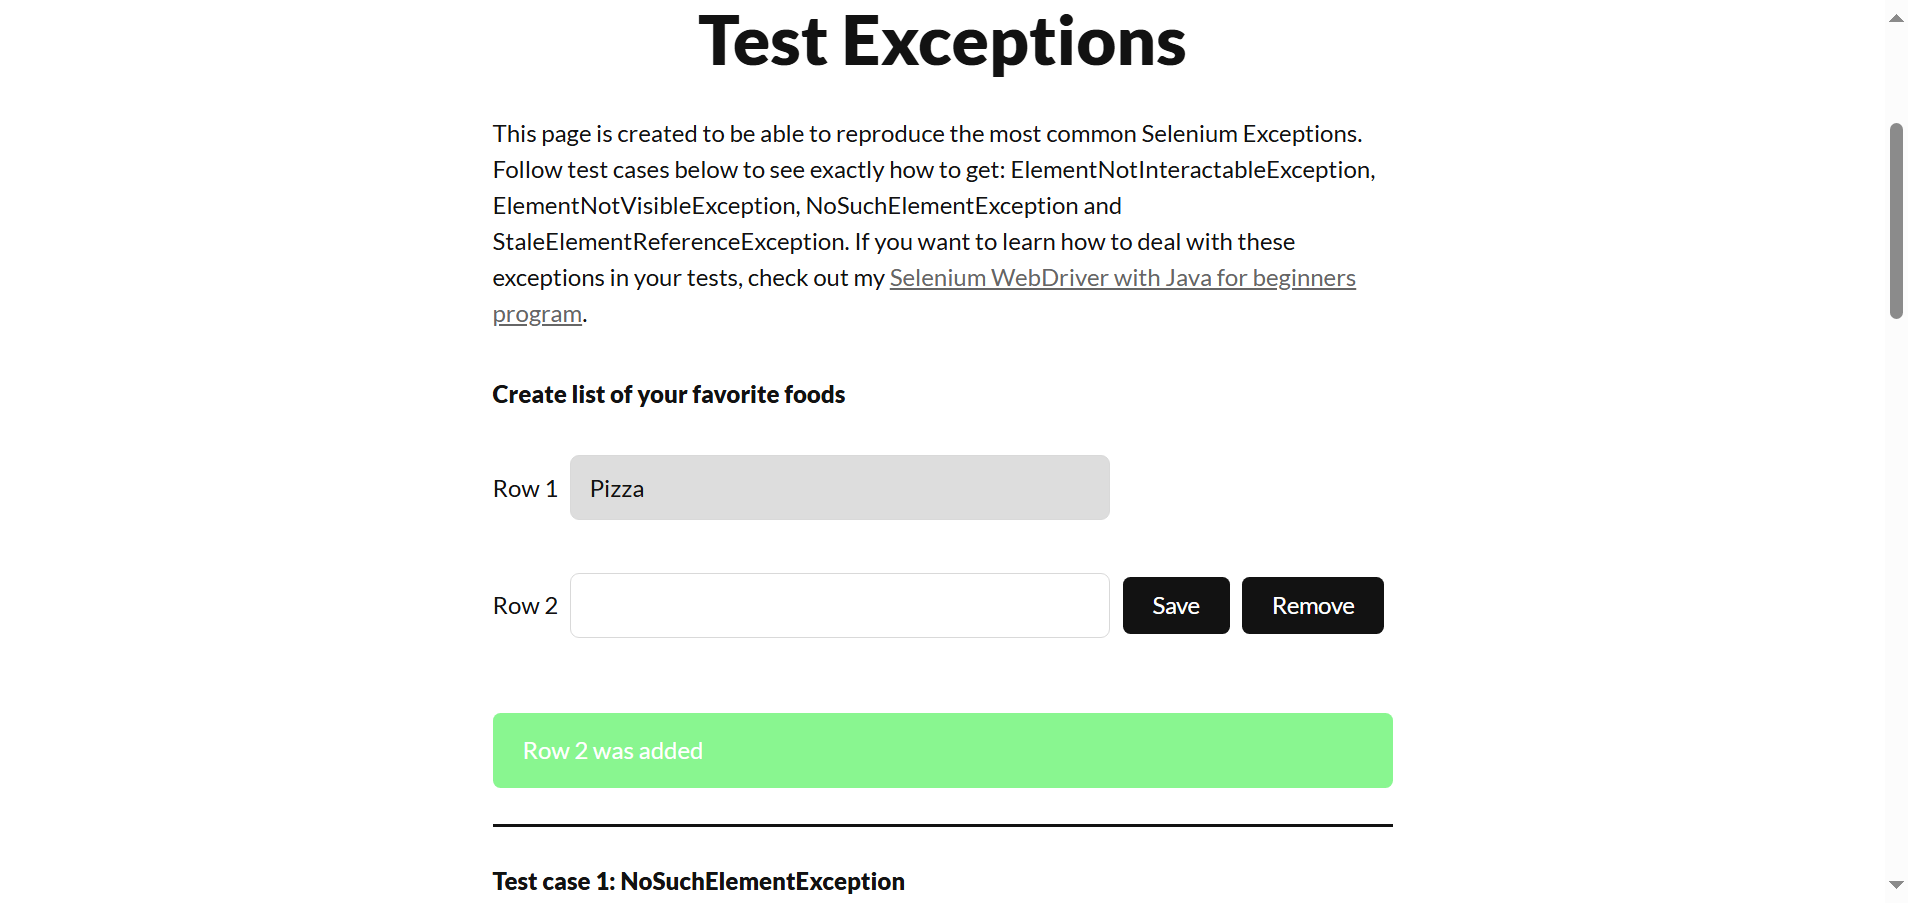 Test Exceptions
This page is created to be able to reproduce the most common Selenium Exceptions.
Follow test cases below to see exactly how to get: ElementNotInteractableException,
ElementNotVisibleException, NoSuchElementException and
StaleElementReferenceException. If you want to learn how to deal with these
exceptions in your tests, check out my Selenium WebDriver with Java for beginners
program.
Create list of your favorite foods
Row 1 Pizza
Row 2 Save Remove
Row 2 was added
Test case 1: NoSuchElementException